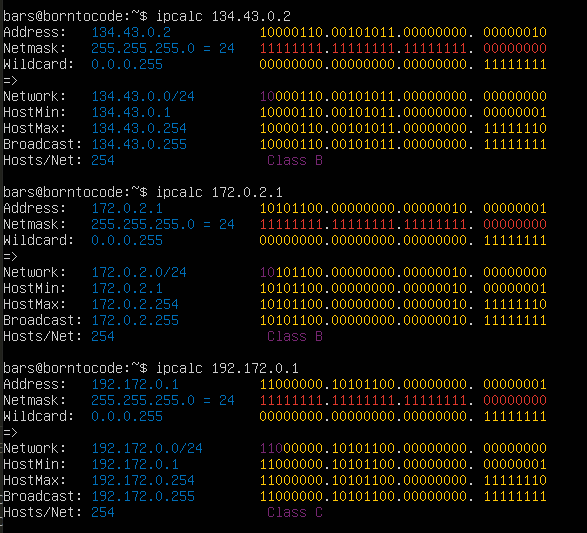 bars@borntocode:~$ ipcalc 134.43.0.2
Address:   134.43.0.2           10000110.00101011.00000000. 00000010
Netmask:   255.255.255.0 = 24   11111111.11111111.11111111. 00000000
Wildcard:  0.0.0.255            00000000.00000000.00000000. 11111111
=>
Network:   134.43.0.0/24        10000110.00101011.00000000. 00000000
HostMin:   134.43.0.1           10000110.00101011.00000000. 00000001
HostMax:   134.43.0.254         10000110.00101011.00000000. 11111110
Broadcast: 134.43.0.255         10000110.00101011.00000000. 11111111
Hosts/Net: 254                   Class B
bars@borntocode:~$ ipcalc 172.0.2.1
Address:   172.0.2.1            10101100.00000000.00000010. 00000001
Netmask:   255.255.255.0 = 24   11111111.11111111.11111111. 00000000
Wildcard:  0.0.0.255            00000000.00000000.00000000. 11111111
=>
Network:   172.0.2.0/24         10101100.00000000.00000010. 00000000
HostMin:   172.0.2.1            10101100.00000000.00000010. 00000001
HostMax:   172.0.2.254          10101100.00000000.00000010. 11111110
Broadcast: 172.0.2.255          10101100.00000000.00000010. 11111111
Hosts/Net: 254                   Class B
bars@borntocode:~$ ipcalc 192.172.0.1
Address:   192.172.0.1          11000000.10101100.00000000. 00000001
Netmask:   255.255.255.0 = 24   11111111.11111111.11111111. 00000000
Wildcard:  0.0.0.255            00000000.00000000.00000000. 11111111
=>
Network:   192.172.0.0/24       11000000.10101100.00000000. 00000000
HostMin:   192.172.0.1          11000000.10101100.00000000. 00000001
HostMax:   192.172.0.254        11000000.10101100.00000000. 11111110
Broadcast: 192.172.0.255        11000000.10101100.00000000. 11111111
Hosts/Net: 254                   Class C